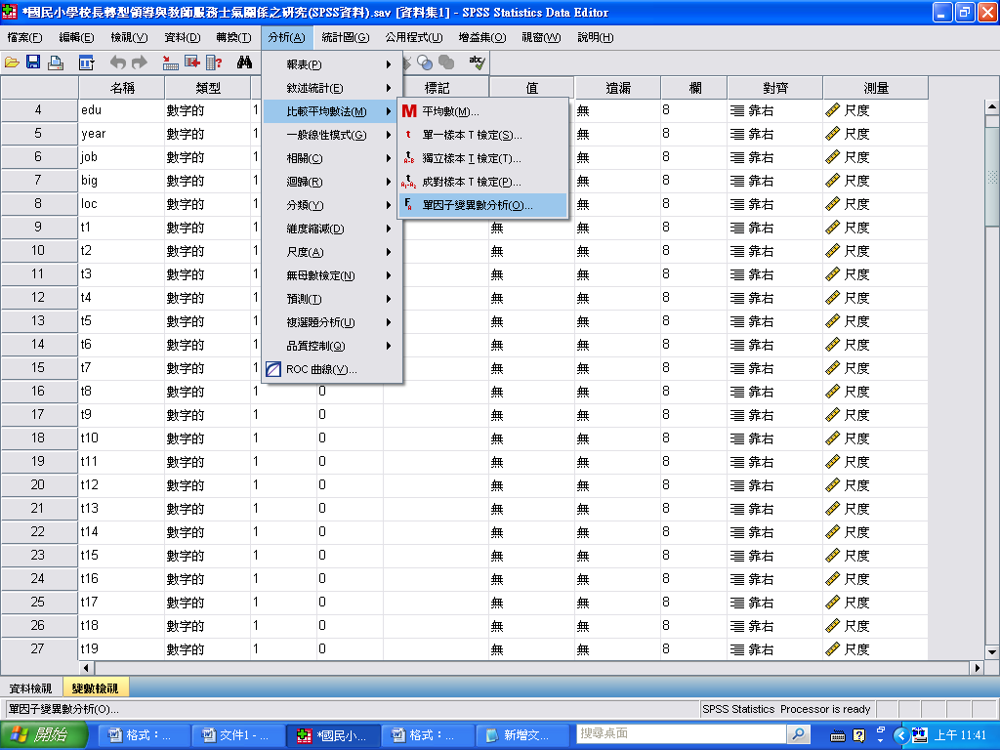 *國民小學校長轉型領導與教師服務士氣關係之研究(SPSS資料).sav [資料集1] - SPSS Statistics Data Editor
檔案(F) 編輯(E) 檢視(V) 資料(D) 轉換(T) 分析(A) 統計圖(G) 公用程式(U) 增益集(O) 視窗(W) 說明(H)
名稱 類型 標記 值 遺漏 欄 對齊 測量
報表(P)
敘述統計(E)
比較平均數法(M)
一般線性模式(G)
相關(C)
迴歸(R)
分類(Y)
維度縮減(D)
尺度(A)
無母數檢定(N)
預測(T)
複選題分析(U)
品質控制(Q)
ROC 曲線(V)...
M 平均數(M)...
t 單一樣本 T 檢定(S)...
獨立樣本 T 檢定(T)...
成對樣本 T 檢定(P)...
單因子變異數分析(O)...
4 edu 數字的 1 無 8 靠右 尺度
5 year 數字的 1 無 8 靠右 尺度
6 job 數字的 1 無 8 靠右 尺度
7 big 數字的 1 無 8 靠右 尺度
8 loc 數字的 1 無 8 靠右 尺度
9 t1 數字的 1 無 無 8 靠右 尺度
10 t2 數字的 1 無 無 8 靠右 尺度
11 t3 數字的 1 無 無 8 靠右 尺度
12 t4 數字的 1 無 無 8 靠右 尺度
13 t5 數字的 1 無 無 8 靠右 尺度
14 t6 數字的 1 無 無 8 靠右 尺度
15 t7 數字的 1 無 無 8 靠右 尺度
16 t8 數字的 1 0 無 無 8 靠右 尺度
17 t9 數字的 1 0 無 無 8 靠右 尺度
18 t10 數字的 1 0 無 無 8 靠右 尺度
19 t11 數字的 1 0 無 無 8 靠右 尺度
20 t12 數字的 1 0 無 無 8 靠右 尺度
21 t13 數字的 1 0 無 無 8 靠右 尺度
22 t14 數字的 1 0 無 無 8 靠右 尺度
23 t15 數字的 1 0 無 無 8 靠右 尺度
24 t16 數字的 1 0 無 無 8 靠右 尺度
25 t17 數字的 1 0 無 無 8 靠右 尺度
26 t18 數字的 1 0 無 無 8 靠右 尺度
27 t19 數字的 1 0 無 無 8 靠右 尺度
資料檢視 變數檢視
單因子變異數分析(O)... SPSS Statistics Processor is ready
開始 格式： ... 文件1 - ... *國民小... 格式： ... 新增文... 搜尋桌面 上午 11:41